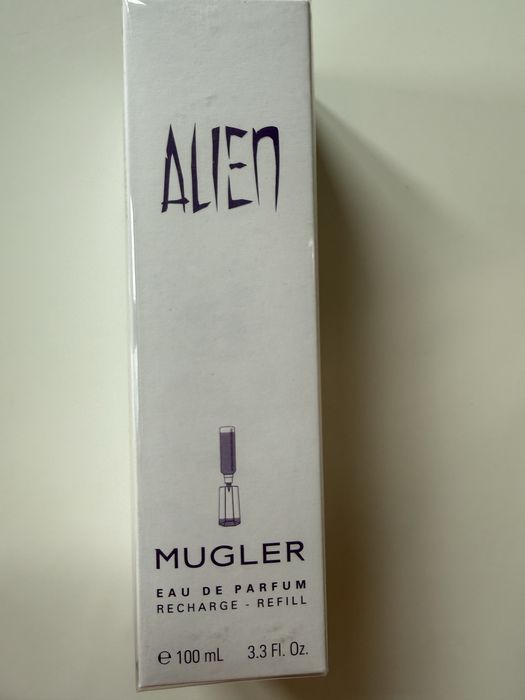 ALIEN
MUGLER
EAU DE PARFUM
RECHARGE - REFILL
℮ 100 mL 3.3 Fl. Oz.